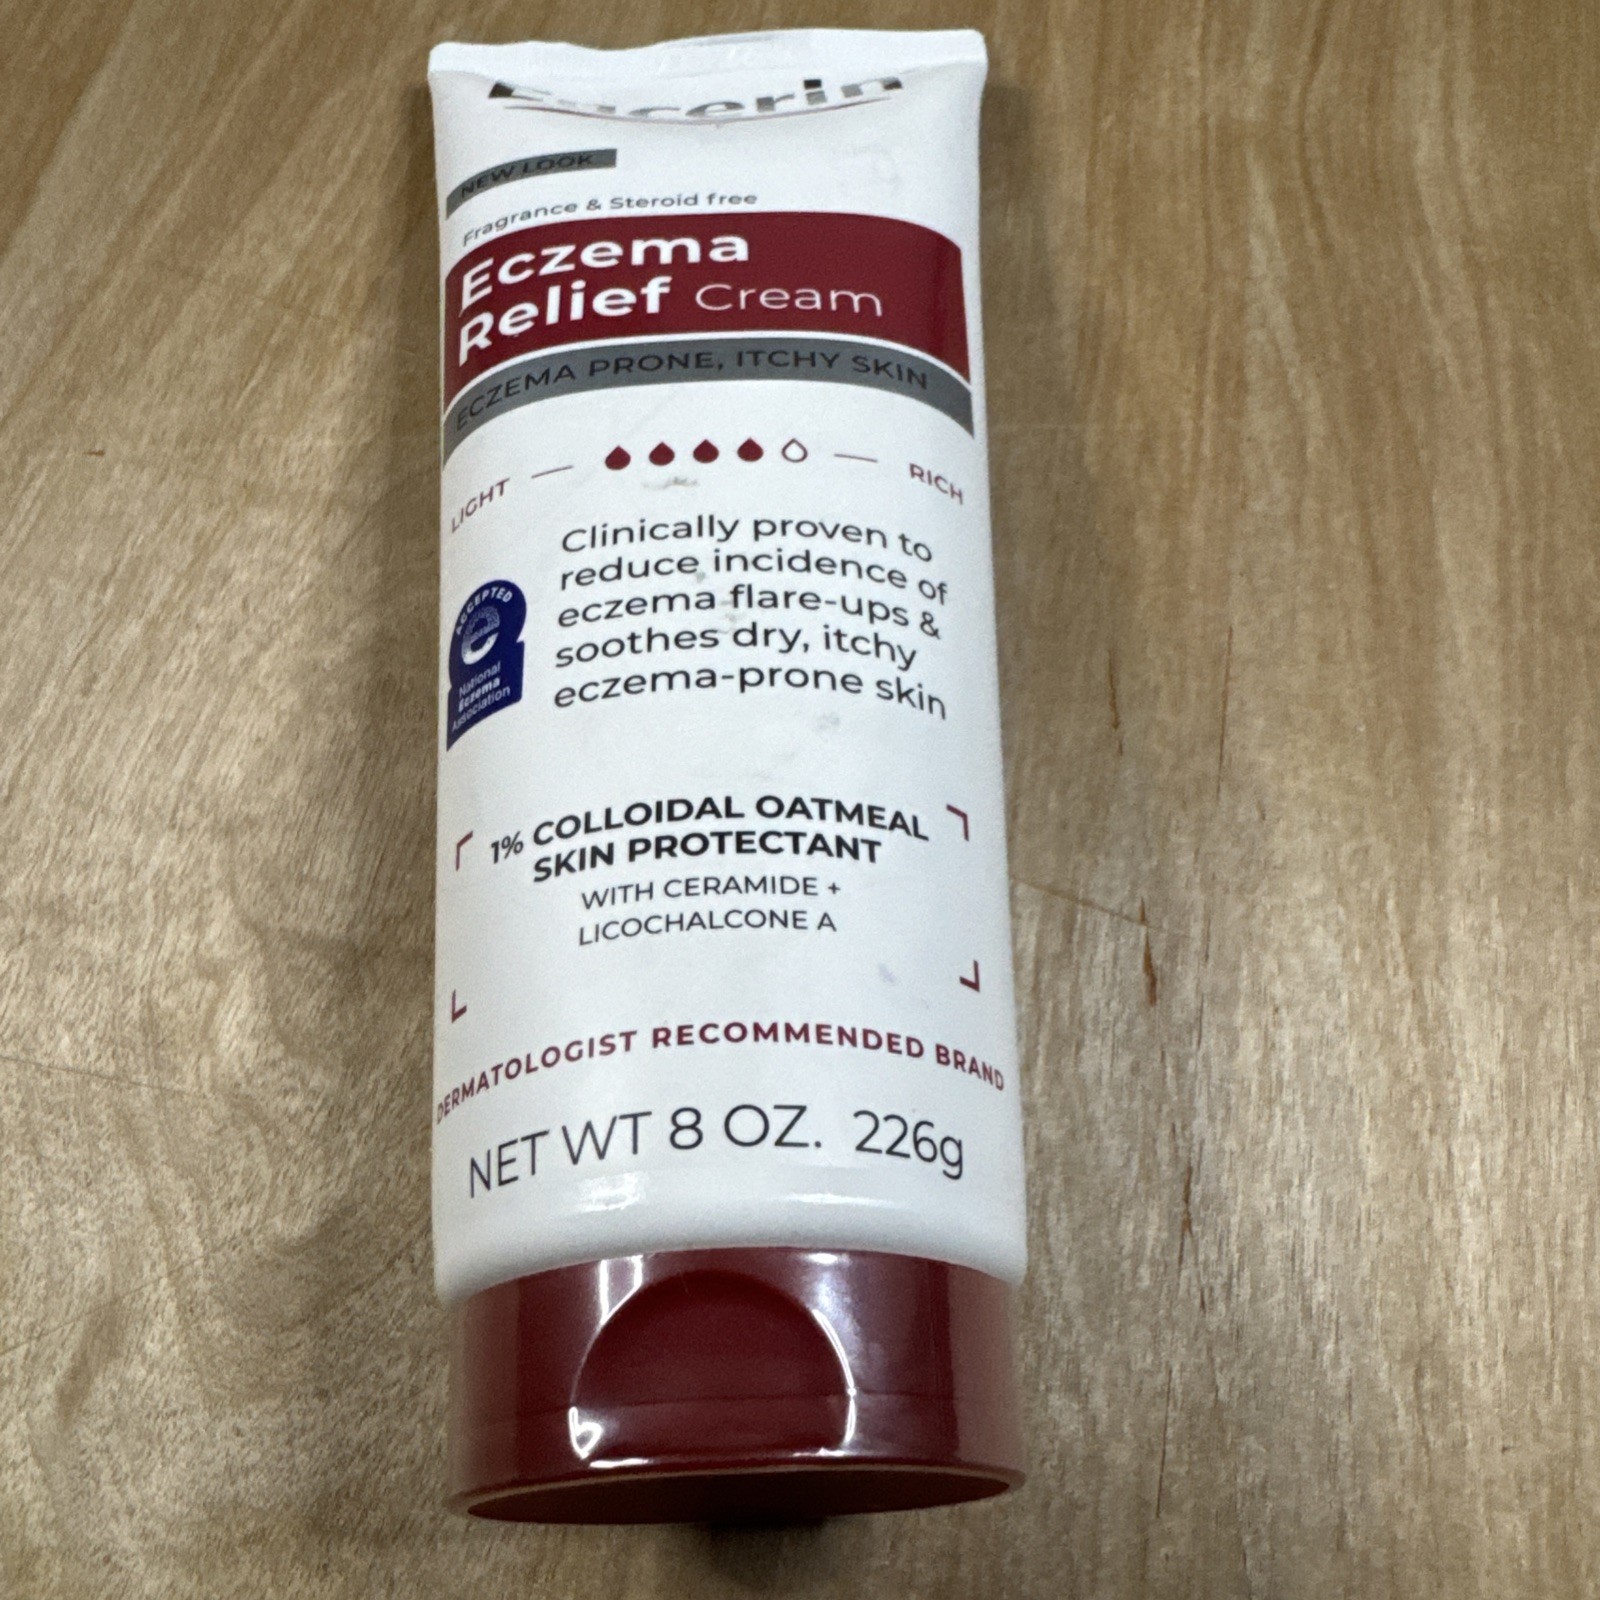 Eucerin
NEW LOOK
Fragrance & Steroid free
Eczema
Relief Cream
ECZEMA PRONE, ITCHY SKIN
LIGHT
RICH
Clinically proven to
reduce incidence of
eczema flare-ups &
soothes dry, itchy
eczema-prone skin
ACCEPTED
National
Eczema
Association
1% COLLOIDAL OATMEAL
SKIN PROTECTANT
WITH CERAMIDE +
LICOCHALCONE A
DERMATOLOGIST RECOMMENDED BRAND
NET WT 8 OZ. 226g